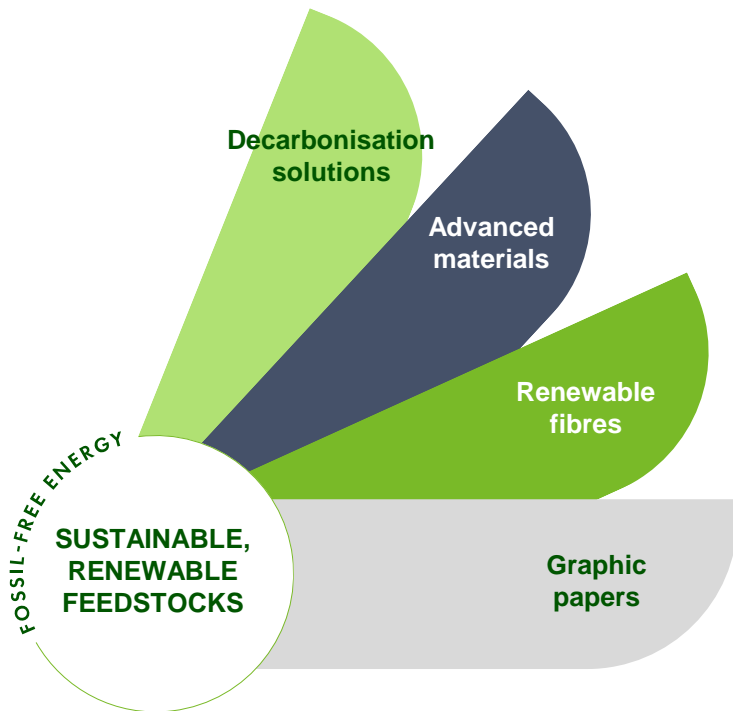 Decarbonisation
solutions
Advanced
materials
Renewable
fibres
FOSSIL-FREE ENERGY
SUSTAINABLE,
RENEWABLE
FEEDSTOCKS
Graphic
papers